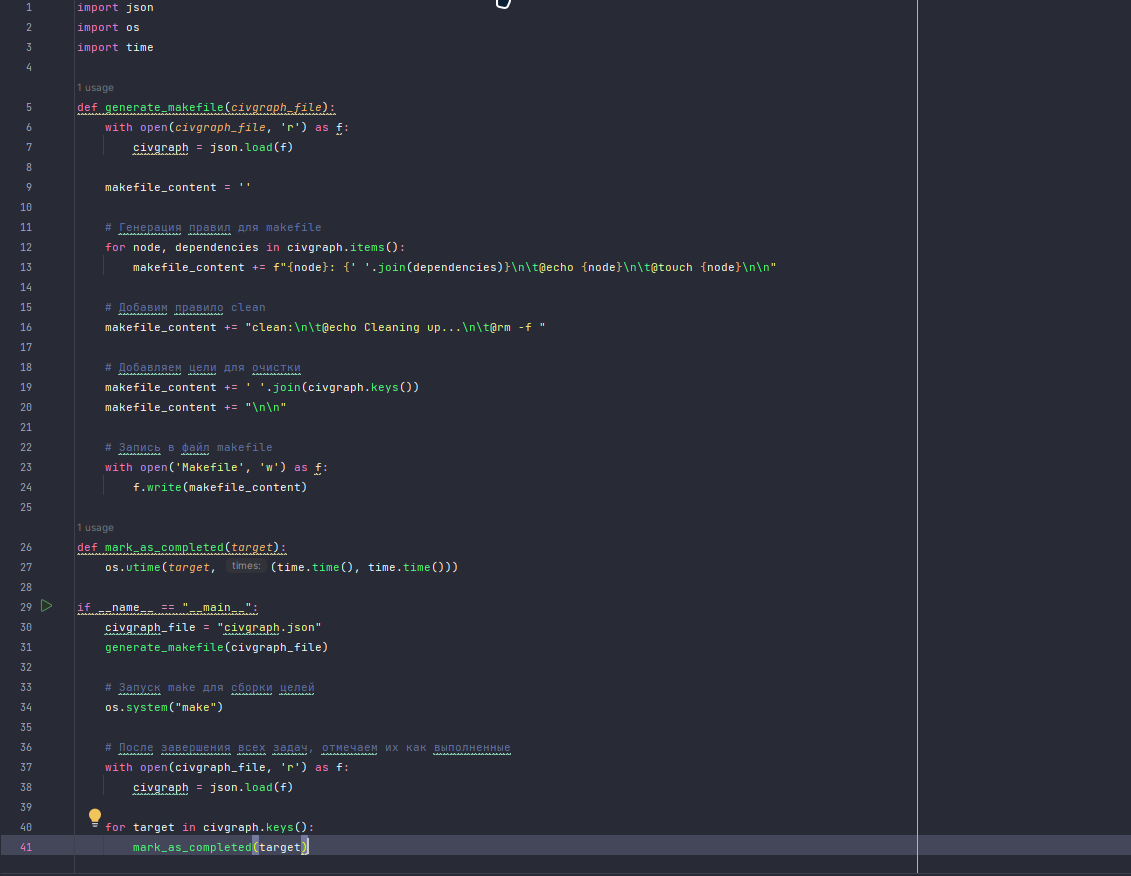 1 import json
2 import os
3 import time
4
1 usage
5 def generate_makefile(civgraph_file):
6     with open(civgraph_file, 'r') as f:
7         civgraph = json.load(f)
8
9     makefile_content = ''
10
11     # Генерация правил для makefile
12     for node, dependencies in civgraph.items():
13         makefile_content += f"{node}: {' '.join(dependencies)}\n\t@echo {node}\n\t@touch {node}\n\n"
14
15     # Добавим правило clean
16     makefile_content += "clean:\n\t@echo Cleaning up...\n\t@rm -f "
17
18     # Добавляем цели для очистки
19     makefile_content += ' '.join(civgraph.keys())
20     makefile_content += "\n\n"
21
22     # Запись в файл makefile
23     with open('Makefile', 'w') as f:
24         f.write(makefile_content)
25
1 usage
26 def mark_as_completed(target):
27     os.utime(target, times: (time.time(), time.time()))
28
29 if __name__ == "__main__":
30     civgraph_file = "civgraph.json"
31     generate_makefile(civgraph_file)
32
33     # Запуск make для сборки целей
34     os.system("make")
35
36     # После завершения всех задач, отмечаем их как выполненные
37     with open(civgraph_file, 'r') as f:
38         civgraph = json.load(f)
39
40     for target in civgraph.keys():
41         mark_as_completed(target)